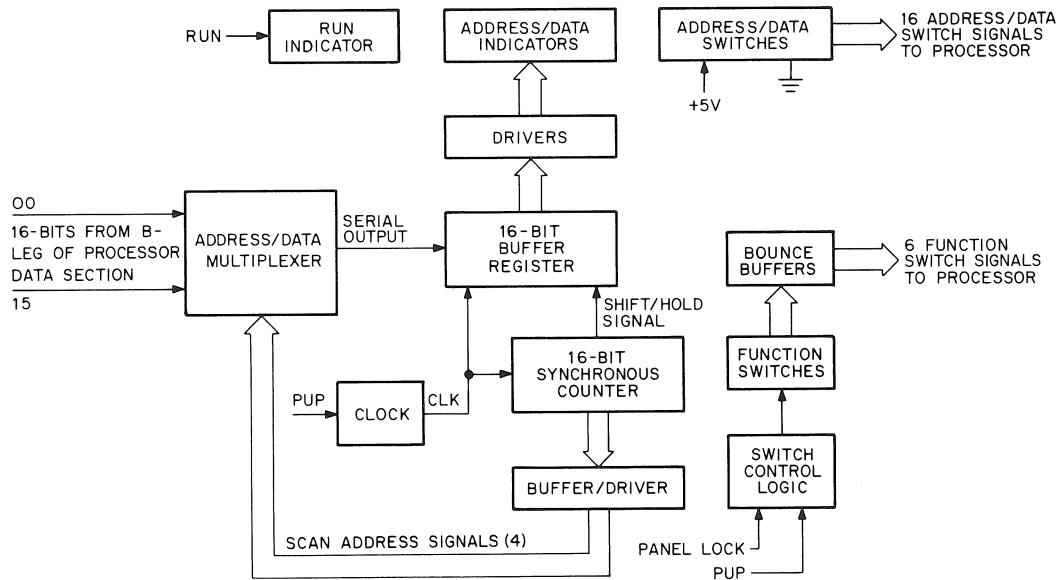 RUN
RUN
INDICATOR
ADDRESS/DATA
INDICATORS
ADDRESS/DATA
SWITCHES
16 ADDRESS/DATA
SWITCH SIGNALS
TO PROCESSOR
+5V
DRIVERS
00
16-BITS FROM B-
LEG OF PROCESSOR
DATA SECTION
15
ADDRESS/DATA
MULTIPLEXER
SERIAL
OUTPUT
16-BIT
BUFFER
REGISTER
BOUNCE
BUFFERS
6 FUNCTION
SWITCH SIGNALS
TO PROCESSOR
SHIFT/HOLD
SIGNAL
16-BIT
SYNCHRONOUS
COUNTER
FUNCTION
SWITCHES
PUP
CLOCK
CLK
SWITCH
CONTROL
LOGIC
BUFFER/DRIVER
SCAN ADDRESS SIGNALS (4)
PANEL LOCK
PUP